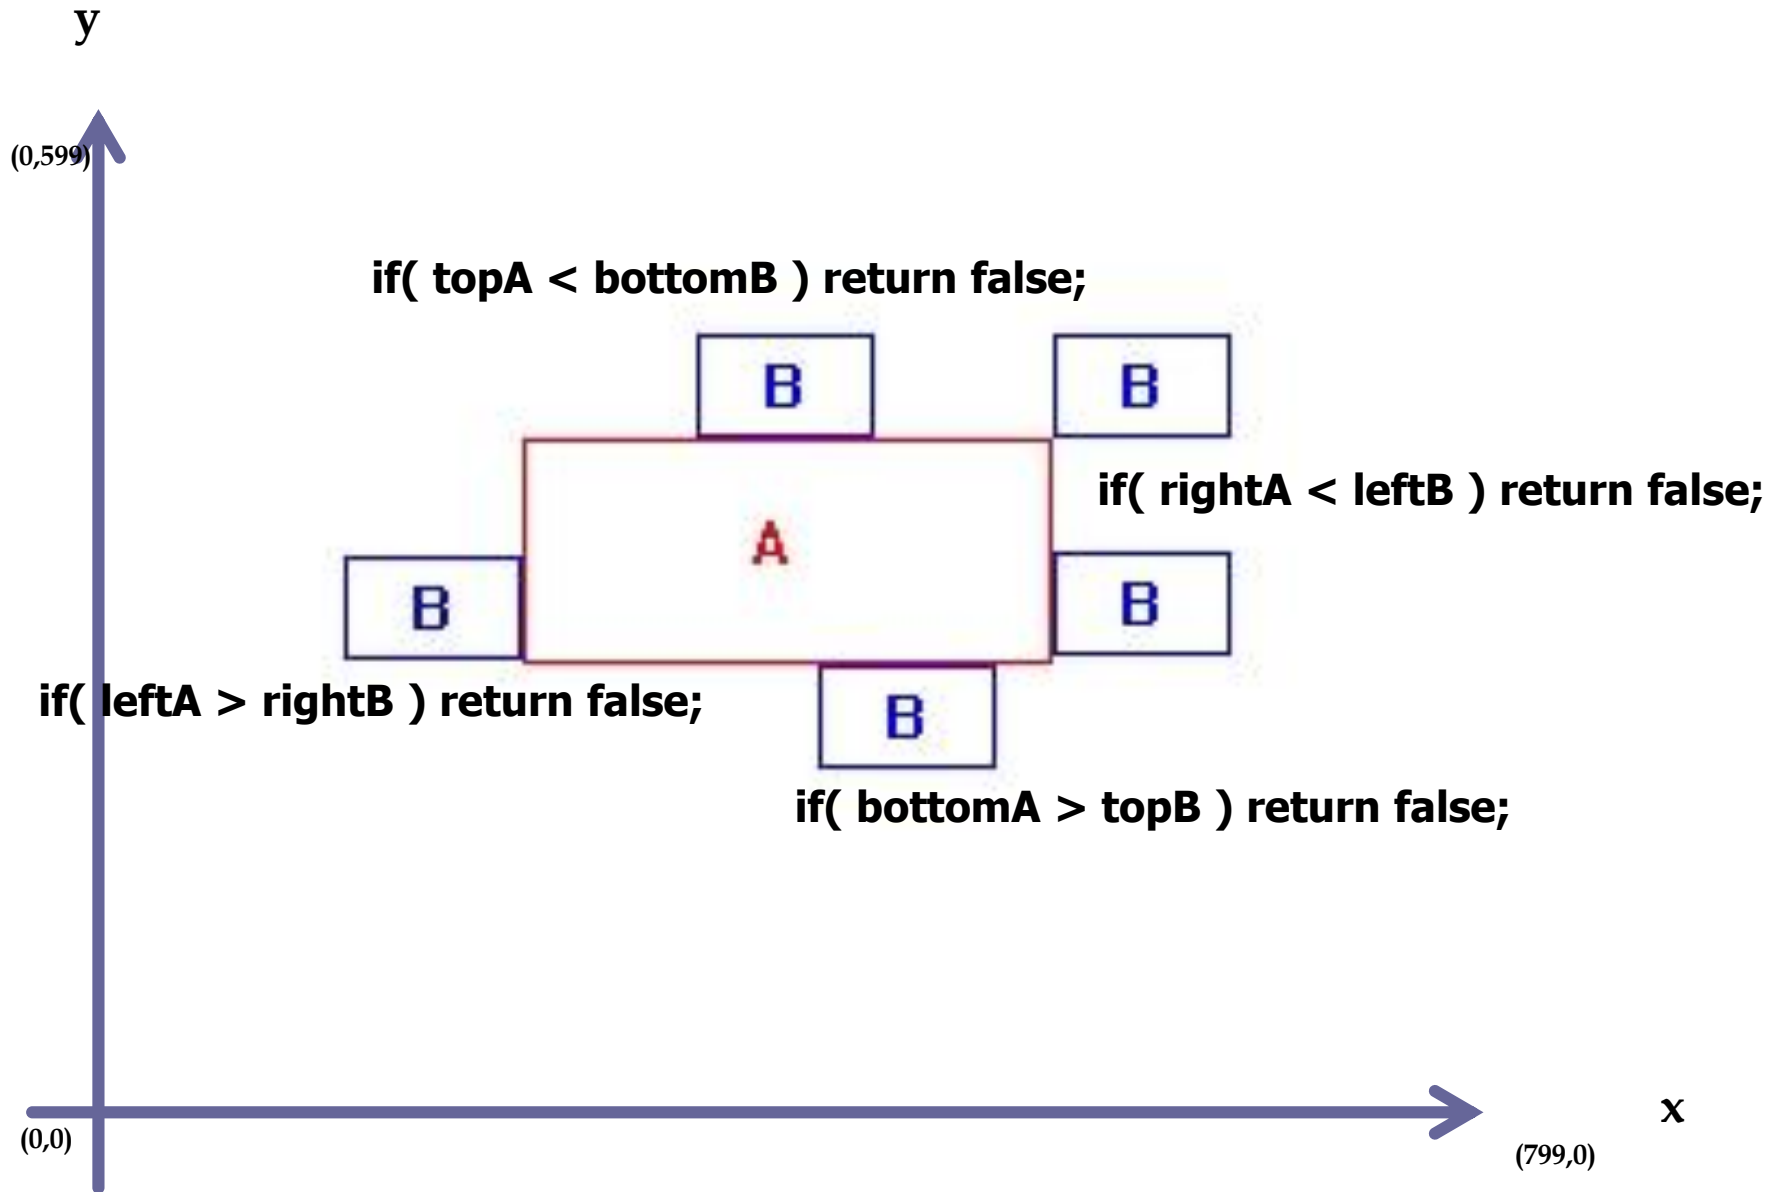 y
(0,599)
if( topA < bottomB ) return false;
B
B
if( rightA < leftB ) return false;
A
B
B
if( leftA > rightB ) return false;
B
if( bottomA > topB ) return false;
x
(0,0)
(799,0)